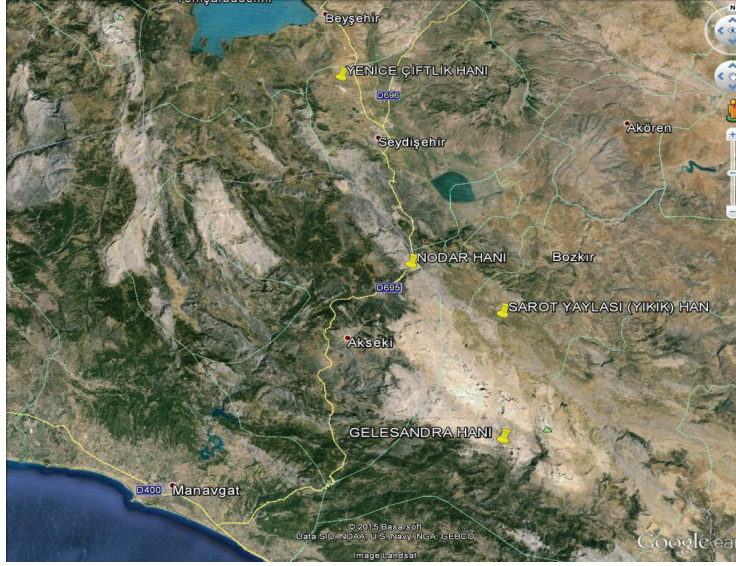 Beyşehir
N
YENİCE ÇİFTLİK HANI
D696
Akören
Seydişehir
NODAR HANI
Bozkır
D695
SAROT YAYLASI (YIKIK) HAN
Akseki
GELESANDRA HANI
D400
Manavgat
© 2015 Basarsoft
Data SIO, NOAA, U.S. Navy, NGA, GEBCO
Image Landsat
Google ear